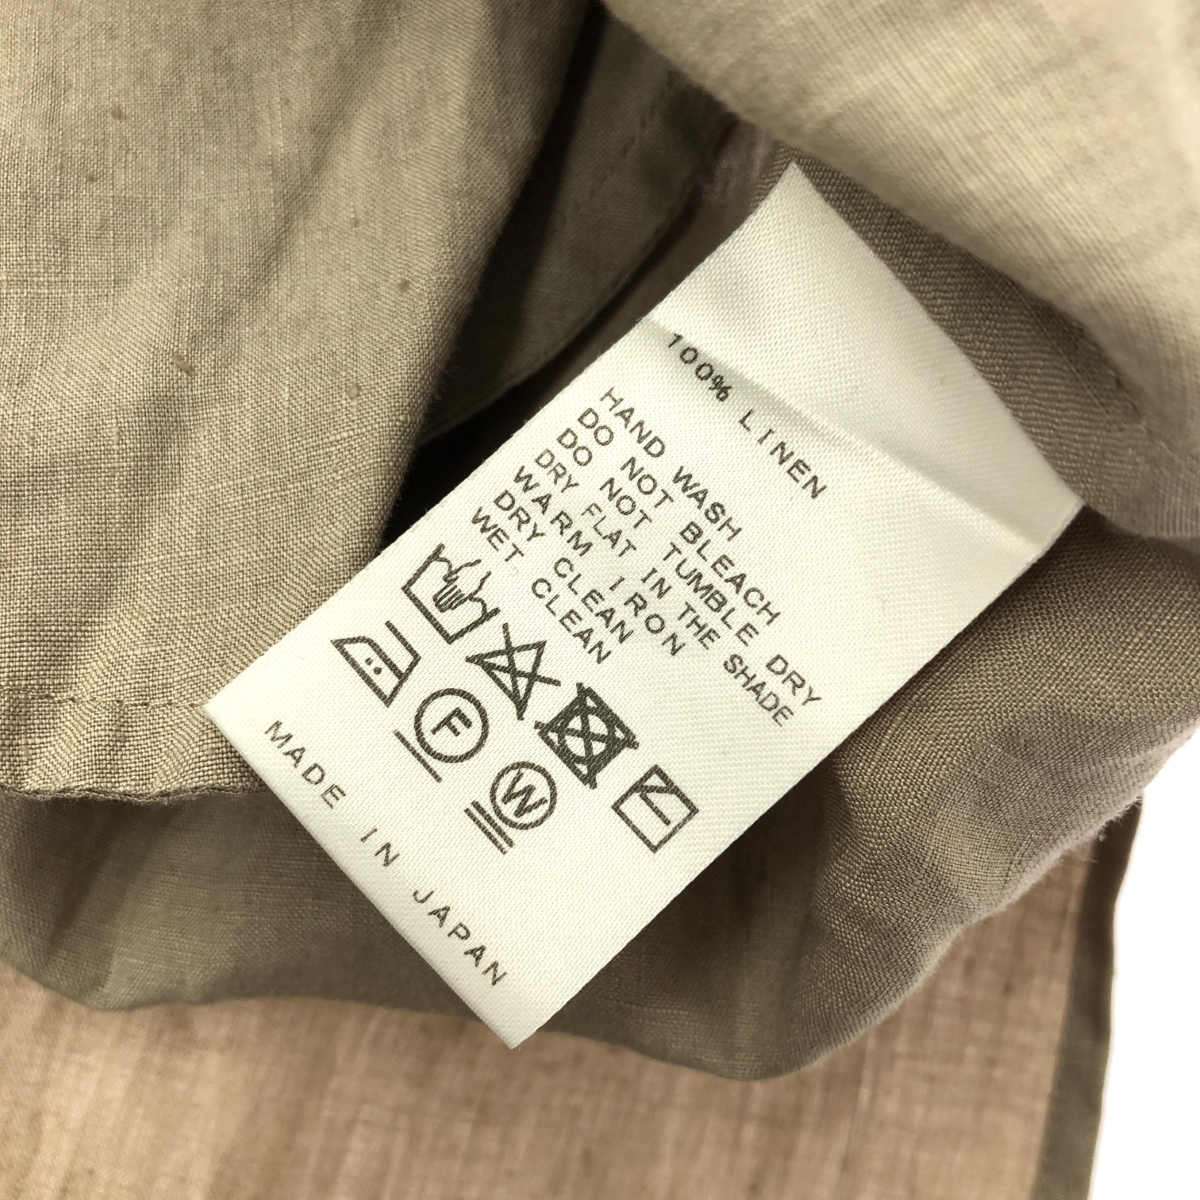 100% LINEN
HAND WASH
DO NOT BLEACH
DO NOT TUMBLE DRY
DRY FLAT IN THE SHADE
WARM IRON
DRY CLEAN
WET CLEAN
F
W
MADE IN JAPAN